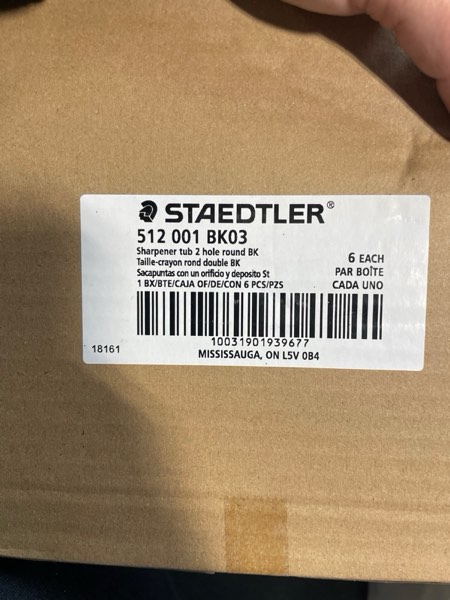 STAEDTLER®
512 001 BK03
Sharpener tub 2 hole round BK
Taille-crayon rond double BK
Sacapuntas con un orificio y deposito St
1 BX/BTE/CAJA OF/DE/CON 6 PCS/PZS
6 EACH
PAR BOÎTE
CADA UNO
10031901939677
18161
MISSISSAUGA, ON L5V 0B4